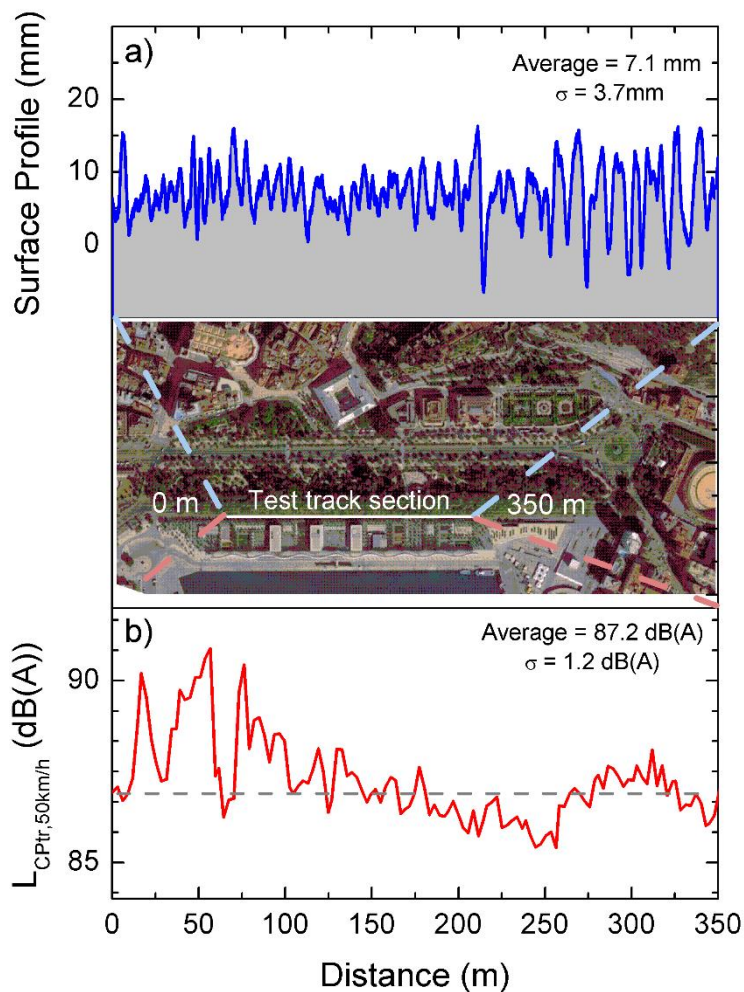 a)
Average = 7.1 mm
σ = 3.7mm
Surface Profile (mm)
20
10
0
0 m
Test track section
350 m
b)
Average = 87.2 dB(A)
σ = 1.2 dB(A)
L_CPtr,50km/h (dB(A))
90
85
0 50 100 150 200 250 300 350
Distance (m)